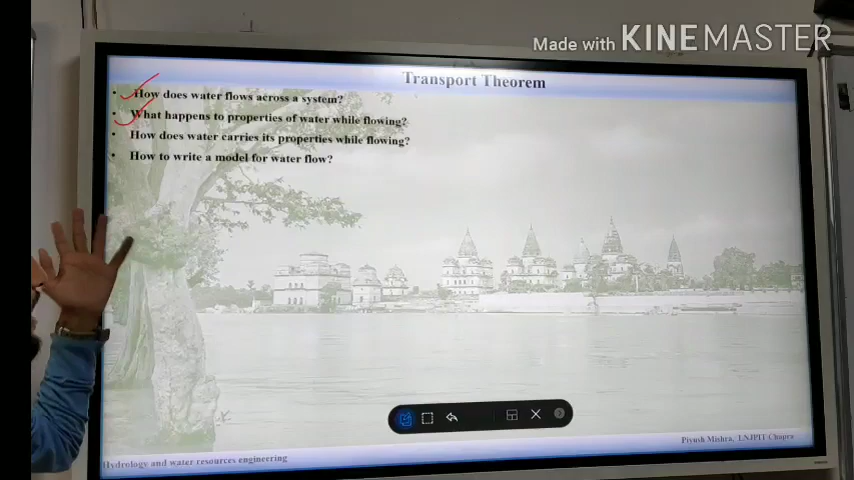 Made with KINEMASTER
Transport Theorem
• How does water flows across a system?
• What happens to properties of water while flowing?
• How does water carries its properties while flowing?
• How to write a model for water flow?
Piyush Mishra, LNJPIT Chapra
Hydrology and water resources engineering